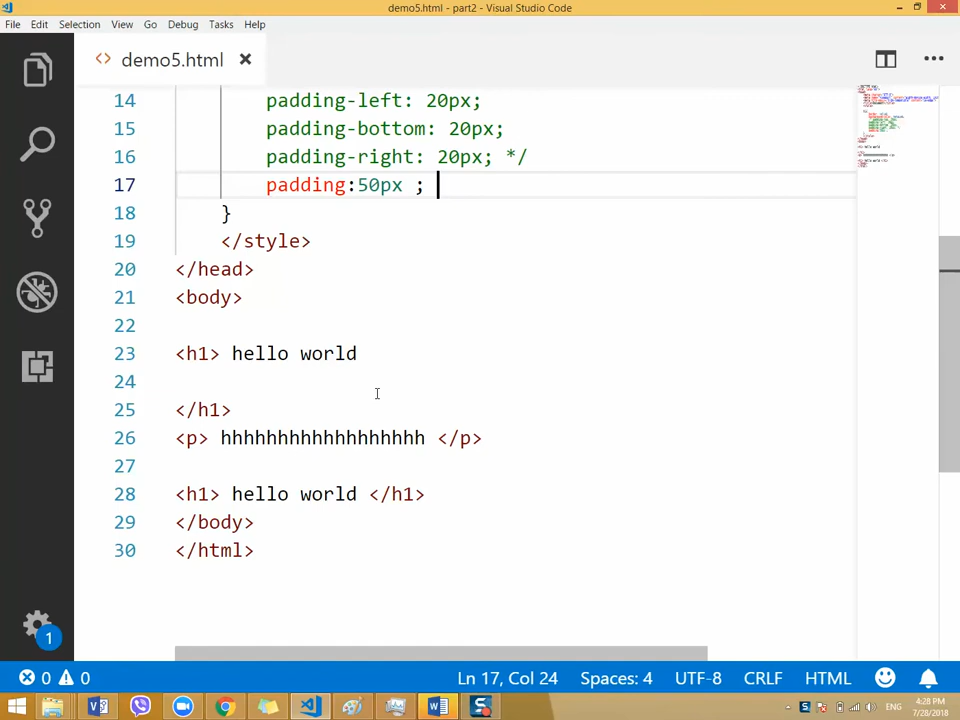 demo5.html - part2 - Visual Studio Code
File Edit Selection View Go Debug Tasks Help
demo5.html
14 padding-left: 20px;
15 padding-bottom: 20px;
16 padding-right: 20px; */
17 padding:50px ;
18 }
19 </style>
20 </head>
21 <body>
22
23 <h1> hello world
24
25 </h1>
26 <p> hhhhhhhhhhhhhhhhhh </p>
27
28 <h1> hello world </h1>
29 </body>
30 </html>
1
0 0 Ln 17, Col 24 Spaces: 4 UTF-8 CRLF HTML
ENG
4:28 PM
7/28/2018